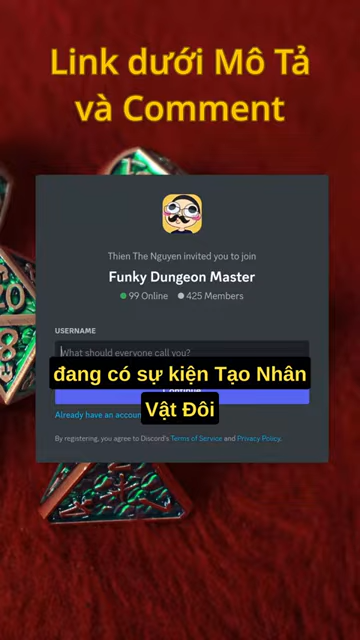 Link dưới Mô Tả
và Comment
Thien The Nguyen invited you to join
Funky Dungeon Master
99 Online 425 Members
USERNAME
What should everyone call you?
đang có sự kiện Tạo Nhân
Vật Đôi
Already have an accoun
By registering, you agree to Discord's Terms of Service and Privacy Policy.